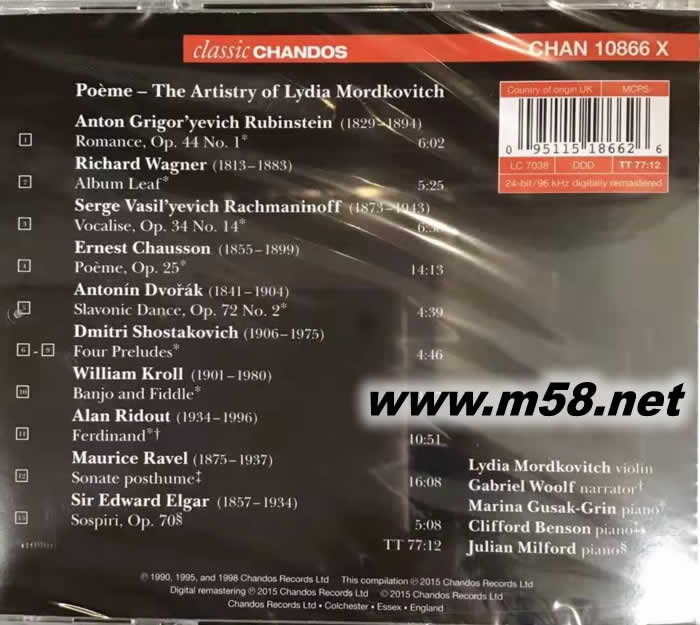 classic CHANDOS CHAN 10866 X
Poème – The Artistry of Lydia Mordkovitch
Country of origin UK MCPS
0 95115 18662 6
LC 7038 DDD TT 77:12
24-bit/96 kHz digitally remastered
Anton Grigor'yevich Rubinstein (1829–1894)
1 Romance, Op. 44 No. 1* 6:02
Richard Wagner (1813–1883)
2 Album Leaf* 5:25
Serge Vasil'yevich Rachmaninoff (1873–1943)
3 Vocalise, Op. 34 No. 14*
Ernest Chausson (1855–1899)
4 Poème, Op. 25* 14:13
Antonín Dvořák (1841–1904)
5 Slavonic Dance, Op. 72 No. 2* 4:39
Dmitri Shostakovich (1906–1975)
6 - 9 Four Preludes* 4:46
William Kroll (1901–1980)
10 Banjo and Fiddle*
www.m58.net
Alan Ridout (1934–1996)
11 Ferdinand*† 10:51
Maurice Ravel (1875–1937)
12 Sonate posthume‡ 16:08
Sir Edward Elgar (1857–1934)
13 Sospiri, Op. 70§ 5:08
TT 77:12
Lydia Mordkovitch violin
Gabriel Woolf narrator†
Marina Gusak-Grin piano*
Clifford Benson piano‡
Julian Milford piano§
℗ 1990, 1995, and 1998 Chandos Records Ltd This compilation ℗ 2015 Chandos Records Ltd
Digital remastering ℗ 2015 Chandos Records Ltd © 2015 Chandos Records Ltd
Chandos Records Ltd • Colchester • Essex • England